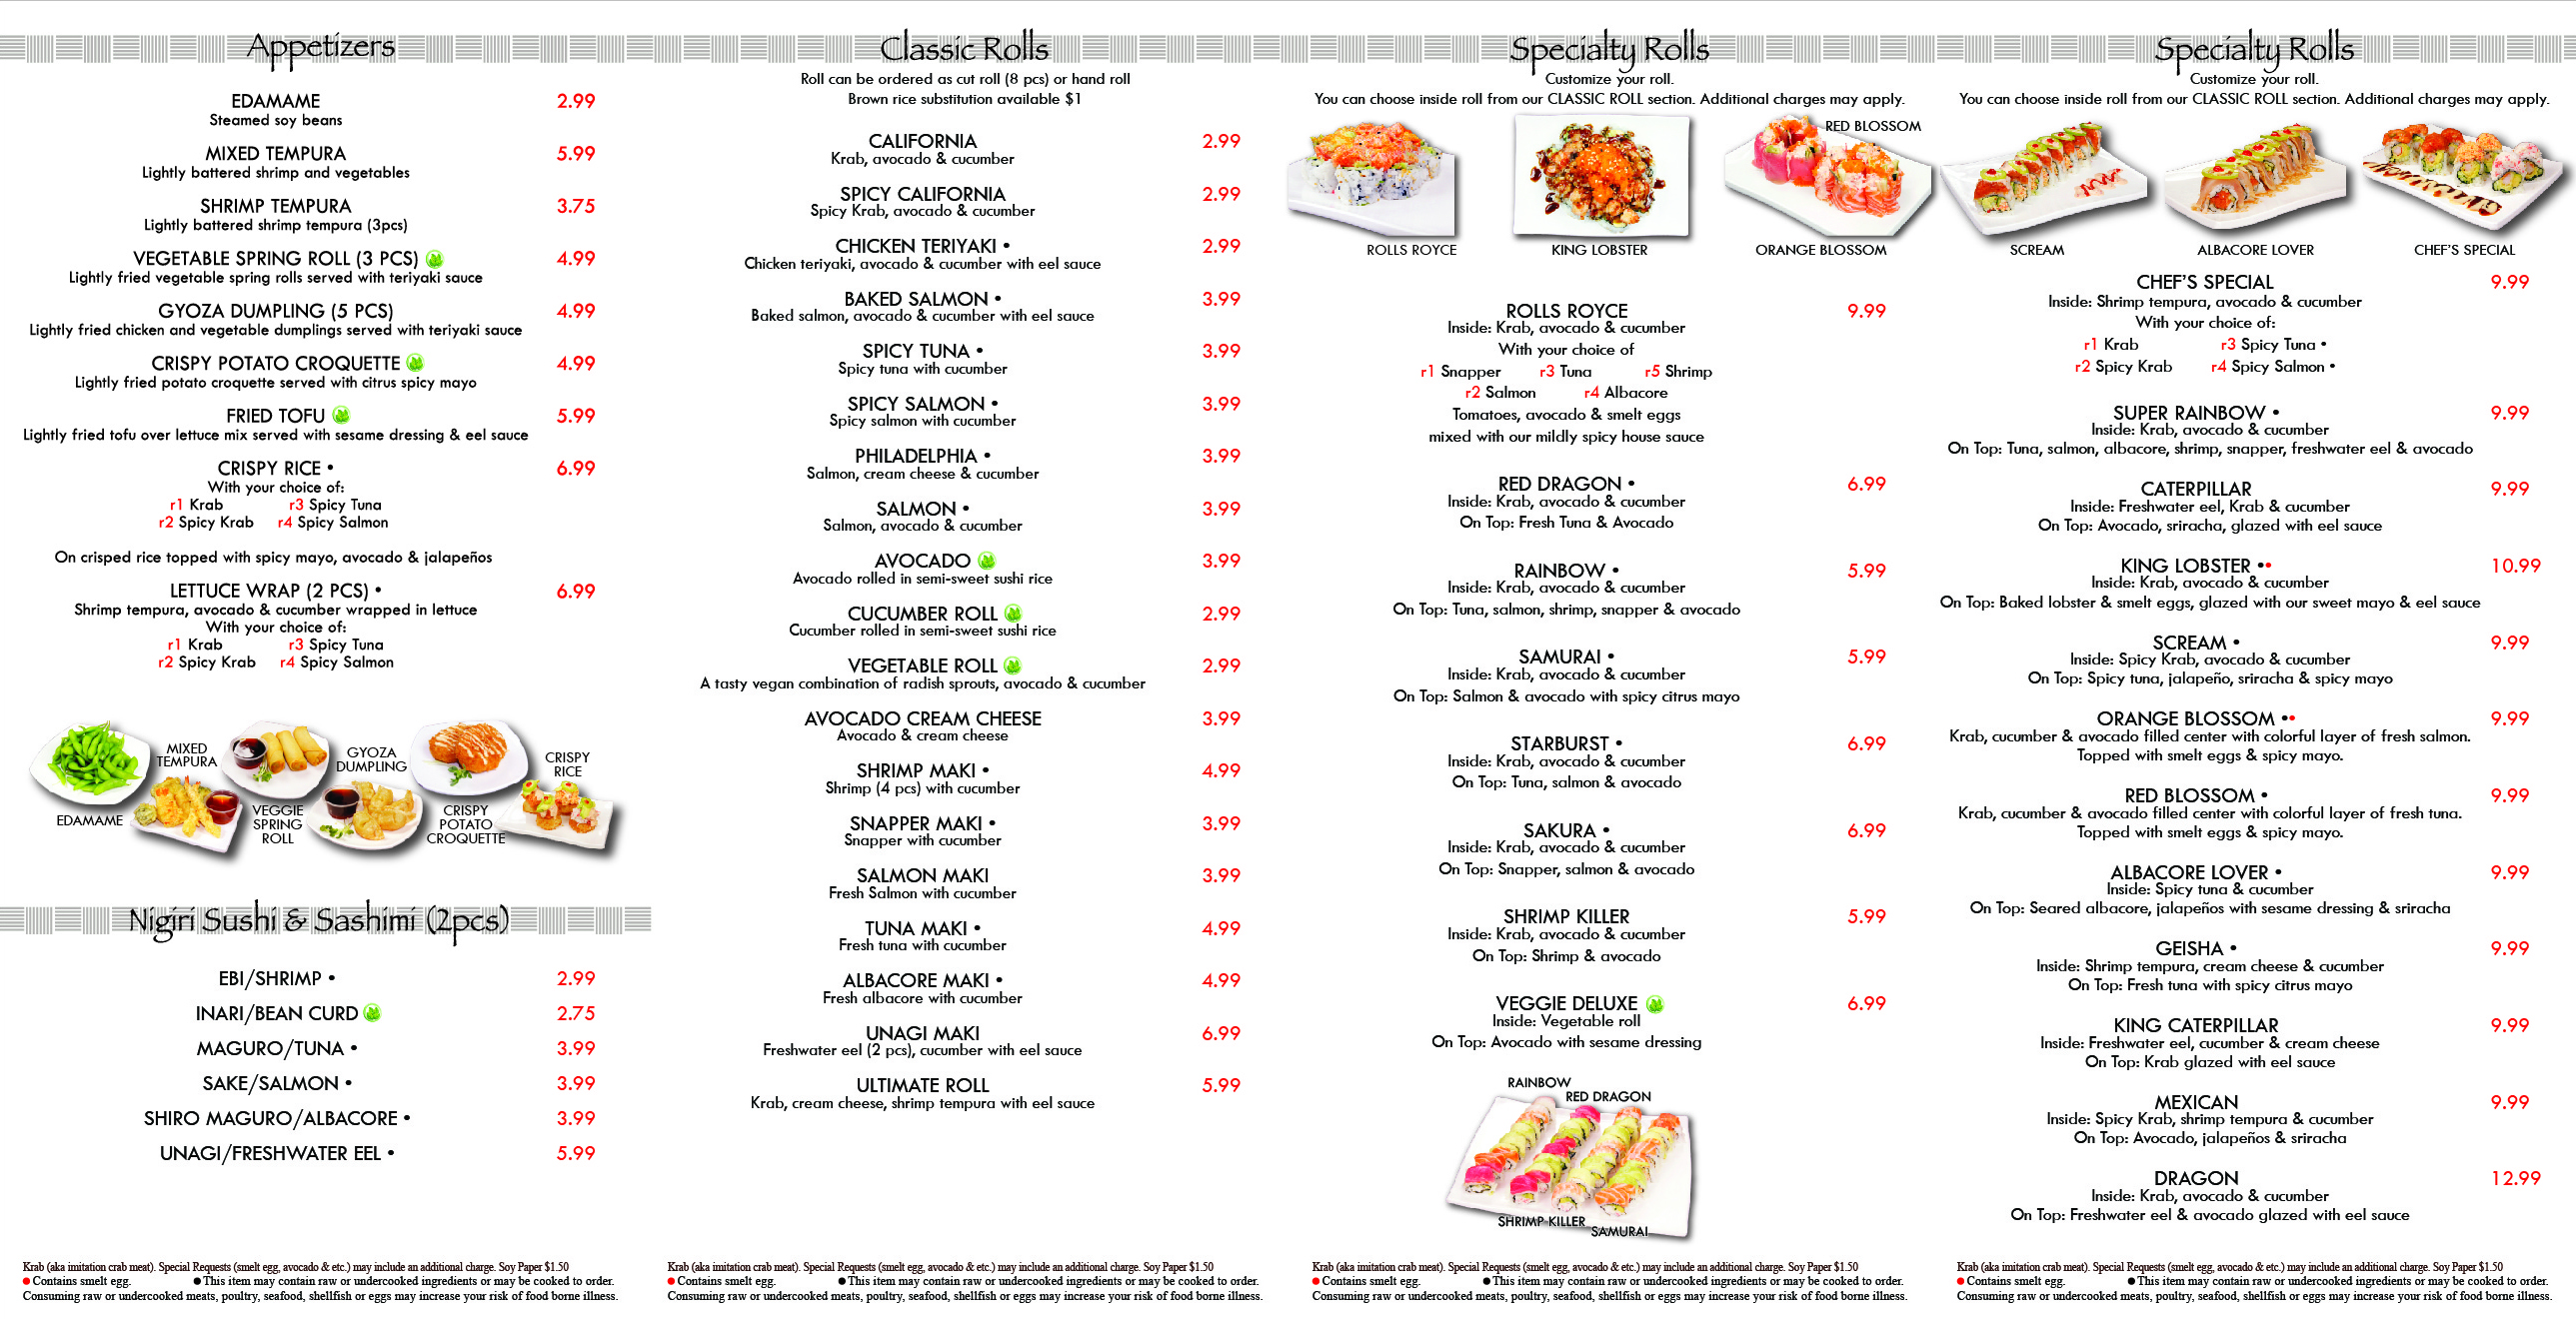 Appetizers
EDAMAME 2.99
Steamed soy beans
MIXED TEMPURA 5.99
Lightly battered shrimp and vegetables
SHRIMP TEMPURA 3.75
Lightly battered shrimp tempura (3pcs)
VEGETABLE SPRING ROLL (3 PCS) 4.99
Lightly fried vegetable spring rolls served with teriyaki sauce
GYOZA DUMPLING (5 PCS) 4.99
Lightly fried chicken and vegetable dumplings served with teriyaki sauce
CRISPY POTATO CROQUETTE 4.99
Lightly fried potato croquette served with citrus spicy mayo
FRIED TOFU 5.99
Lightly fried tofu over lettuce mix served with sesame dressing & eel sauce
CRISPY RICE • 6.99
With your choice of:
r1 Krab r3 Spicy Tuna
r2 Spicy Krab r4 Spicy Salmon
On crisped rice topped with spicy mayo, avocado & jalapeños
LETTUCE WRAP (2 PCS) • 6.99
Shrimp tempura, avocado & cucumber wrapped in lettuce
With your choice of:
r1 Krab r3 Spicy Tuna
r2 Spicy Krab r4 Spicy Salmon
EDAMAME
MIXED
TEMPURA
VEGGIE
SPRING
ROLL
GYOZA
DUMPLING
CRISPY
POTATO
CROQUETTE
CRISPY
RICE
Nigiri Sushi & Sashimi (2pcs)
EBI/SHRIMP • 2.99
INARI/BEAN CURD 2.75
MAGURO/TUNA • 3.99
SAKE/SALMON • 3.99
SHIRO MAGURO/ALBACORE • 3.99
UNAGI/FRESHWATER EEL • 5.99
Krab (aka imitation crab meat). Special Requests (smelt egg, avocado & etc.) may include an additional charge. Soy Paper $1.50
● Contains smelt egg. ● This item may contain raw or undercooked ingredients or may be cooked to order.
Consuming raw or undercooked meats, poultry, seafood, shellfish or eggs may increase your risk of food borne illness.
Classic Rolls
Roll can be ordered as cut roll (8 pcs) or hand roll
Brown rice substitution available $1
CALIFORNIA 2.99
Krab, avocado & cucumber
SPICY CALIFORNIA 2.99
Spicy Krab, avocado & cucumber
CHICKEN TERIYAKI • 2.99
Chicken teriyaki, avocado & cucumber with eel sauce
BAKED SALMON • 3.99
Baked salmon, avocado & cucumber with eel sauce
SPICY TUNA • 3.99
Spicy tuna with cucumber
SPICY SALMON • 3.99
Spicy salmon with cucumber
PHILADELPHIA • 3.99
Salmon, cream cheese & cucumber
SALMON • 3.99
Salmon, avocado & cucumber
AVOCADO 3.99
Avocado rolled in semi-sweet sushi rice
CUCUMBER ROLL 2.99
Cucumber rolled in semi-sweet sushi rice
VEGETABLE ROLL 2.99
A tasty vegan combination of radish sprouts, avocado & cucumber
AVOCADO CREAM CHEESE 3.99
Avocado & cream cheese
SHRIMP MAKI • 4.99
Shrimp (4 pcs) with cucumber
SNAPPER MAKI • 3.99
Snapper with cucumber
SALMON MAKI 3.99
Fresh Salmon with cucumber
TUNA MAKI • 4.99
Fresh tuna with cucumber
ALBACORE MAKI • 4.99
Fresh albacore with cucumber
UNAGI MAKI 6.99
Freshwater eel (2 pcs), cucumber with eel sauce
ULTIMATE ROLL 5.99
Krab, cream cheese, shrimp tempura with eel sauce
Krab (aka imitation crab meat). Special Requests (smelt egg, avocado & etc.) may include an additional charge. Soy Paper $1.50
● Contains smelt egg. ● This item may contain raw or undercooked ingredients or may be cooked to order.
Consuming raw or undercooked meats, poultry, seafood, shellfish or eggs may increase your risk of food borne illness.
Specialty Rolls
Customize your roll.
You can choose inside roll from our CLASSIC ROLL section. Additional charges may apply.
RED BLOSSOM
ROLLS ROYCE KING LOBSTER ORANGE BLOSSOM
ROLLS ROYCE 9.99
Inside: Krab, avocado & cucumber
With your choice of
r1 Snapper r3 Tuna r5 Shrimp
r2 Salmon r4 Albacore
Tomatoes, avocado & smelt eggs
mixed with our mildly spicy house sauce
RED DRAGON • 6.99
Inside: Krab, avocado & cucumber
On Top: Fresh Tuna & Avocado
RAINBOW • 5.99
Inside: Krab, avocado & cucumber
On Top: Tuna, salmon, shrimp, snapper & avocado
SAMURAI • 5.99
Inside: Krab, avocado & cucumber
On Top: Salmon & avocado with spicy citrus mayo
STARBURST • 6.99
Inside: Krab, avocado & cucumber
On Top: Tuna, salmon & avocado
SAKURA • 6.99
Inside: Krab, avocado & cucumber
On Top: Snapper, salmon & avocado
SHRIMP KILLER 5.99
Inside: Krab, avocado & cucumber
On Top: Shrimp & avocado
VEGGIE DELUXE 6.99
Inside: Vegetable roll
On Top: Avocado with sesame dressing
RAINBOW
RED DRAGON
SHRIMP KILLER
SAMURAI
Krab (aka imitation crab meat). Special Requests (smelt egg, avocado & etc.) may include an additional charge. Soy Paper $1.50
● Contains smelt egg. ● This item may contain raw or undercooked ingredients or may be cooked to order.
Consuming raw or undercooked meats, poultry, seafood, shellfish or eggs may increase your risk of food borne illness.
Specialty Rolls
Customize your roll.
You can choose inside roll from our CLASSIC ROLL section. Additional charges may apply.
SCREAM ALBACORE LOVER CHEF'S SPECIAL
CHEF'S SPECIAL 9.99
Inside: Shrimp tempura, avocado & cucumber
With your choice of:
r1 Krab r3 Spicy Tuna •
r2 Spicy Krab r4 Spicy Salmon •
SUPER RAINBOW • 9.99
Inside: Krab, avocado & cucumber
On Top: Tuna, salmon, albacore, shrimp, snapper, freshwater eel & avocado
CATERPILLAR 9.99
Inside: Freshwater eel, Krab & cucumber
On Top: Avocado, sriracha, glazed with eel sauce
KING LOBSTER •• 10.99
Inside: Krab, avocado & cucumber
On Top: Baked lobster & smelt eggs, glazed with our sweet mayo & eel sauce
SCREAM • 9.99
Inside: Spicy Krab, avocado & cucumber
On Top: Spicy tuna, jalapeño, sriracha & spicy mayo
ORANGE BLOSSOM •• 9.99
Krab, cucumber & avocado filled center with colorful layer of fresh salmon.
Topped with smelt eggs & spicy mayo.
RED BLOSSOM • 9.99
Krab, cucumber & avocado filled center with colorful layer of fresh tuna.
Topped with smelt eggs & spicy mayo.
ALBACORE LOVER • 9.99
Inside: Spicy tuna & cucumber
On Top: Seared albacore, jalapeños with sesame dressing & sriracha
GEISHA • 9.99
Inside: Shrimp tempura, cream cheese & cucumber
On Top: Fresh tuna with spicy citrus mayo
KING CATERPILLAR 9.99
Inside: Freshwater eel, cucumber & cream cheese
On Top: Krab glazed with eel sauce
MEXICAN 9.99
Inside: Spicy Krab, shrimp tempura & cucumber
On Top: Avocado, jalapeños & sriracha
DRAGON 12.99
Inside: Krab, avocado & cucumber
On Top: Freshwater eel & avocado glazed with eel sauce
Krab (aka imitation crab meat). Special Requests (smelt egg, avocado & etc.) may include an additional charge. Soy Paper $1.50
● Contains smelt egg. ● This item may contain raw or undercooked ingredients or may be cooked to order.
Consuming raw or undercooked meats, poultry, seafood, shellfish or eggs may increase your risk of food borne illness.